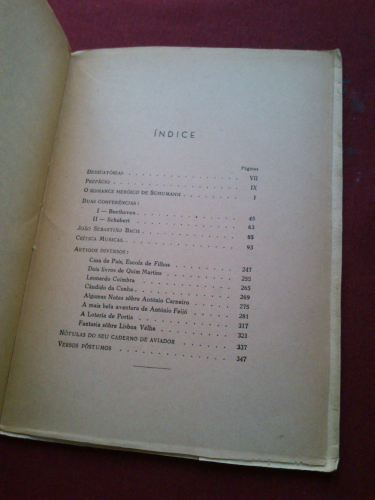 ÍNDICE
Páginas
DEDICATÓRIAS VII
PREFÁCIO IX
O ROMANCE HERÓICO DE SCHUMANN I
DUAS CONFERÊNCIAS:
I — Beethoven 45
II — Schubert 63
JOÃO SEBASTIÃO BACH 85
CRÍTICA MUSICAL 93
ARTIGOS DIVERSOS:
Casa de Pais, Escola de Filhos 247
Dois livros de Quim Martins 255
Leonardo Coimbra 265
Cândido da Cunha 269
Algumas Notas sôbre António Carneiro 275
A mais bela aventura de António Feijó 281
A Lotaria de Portia 317
Fantasia sôbre Lisboa Velha 321
NÓTULAS DO SEU CADERNO DE AVIADOR 337
VERSOS PÓSTUMOS 347